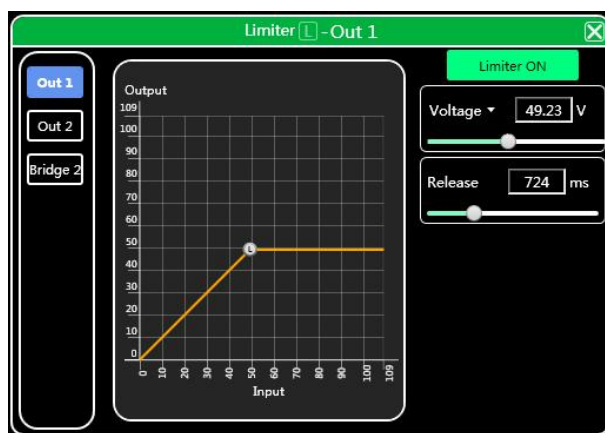 Limiter L -Out 1
Out 1
Out 2
Bridge 2
Output
109
100
90
80
70
60
50
40
30
20
10
0
L
0 10 20 30 40 50 60 70 80 90 100 109
Input
Limiter ON
Voltage 49.23 V
Release 724 ms